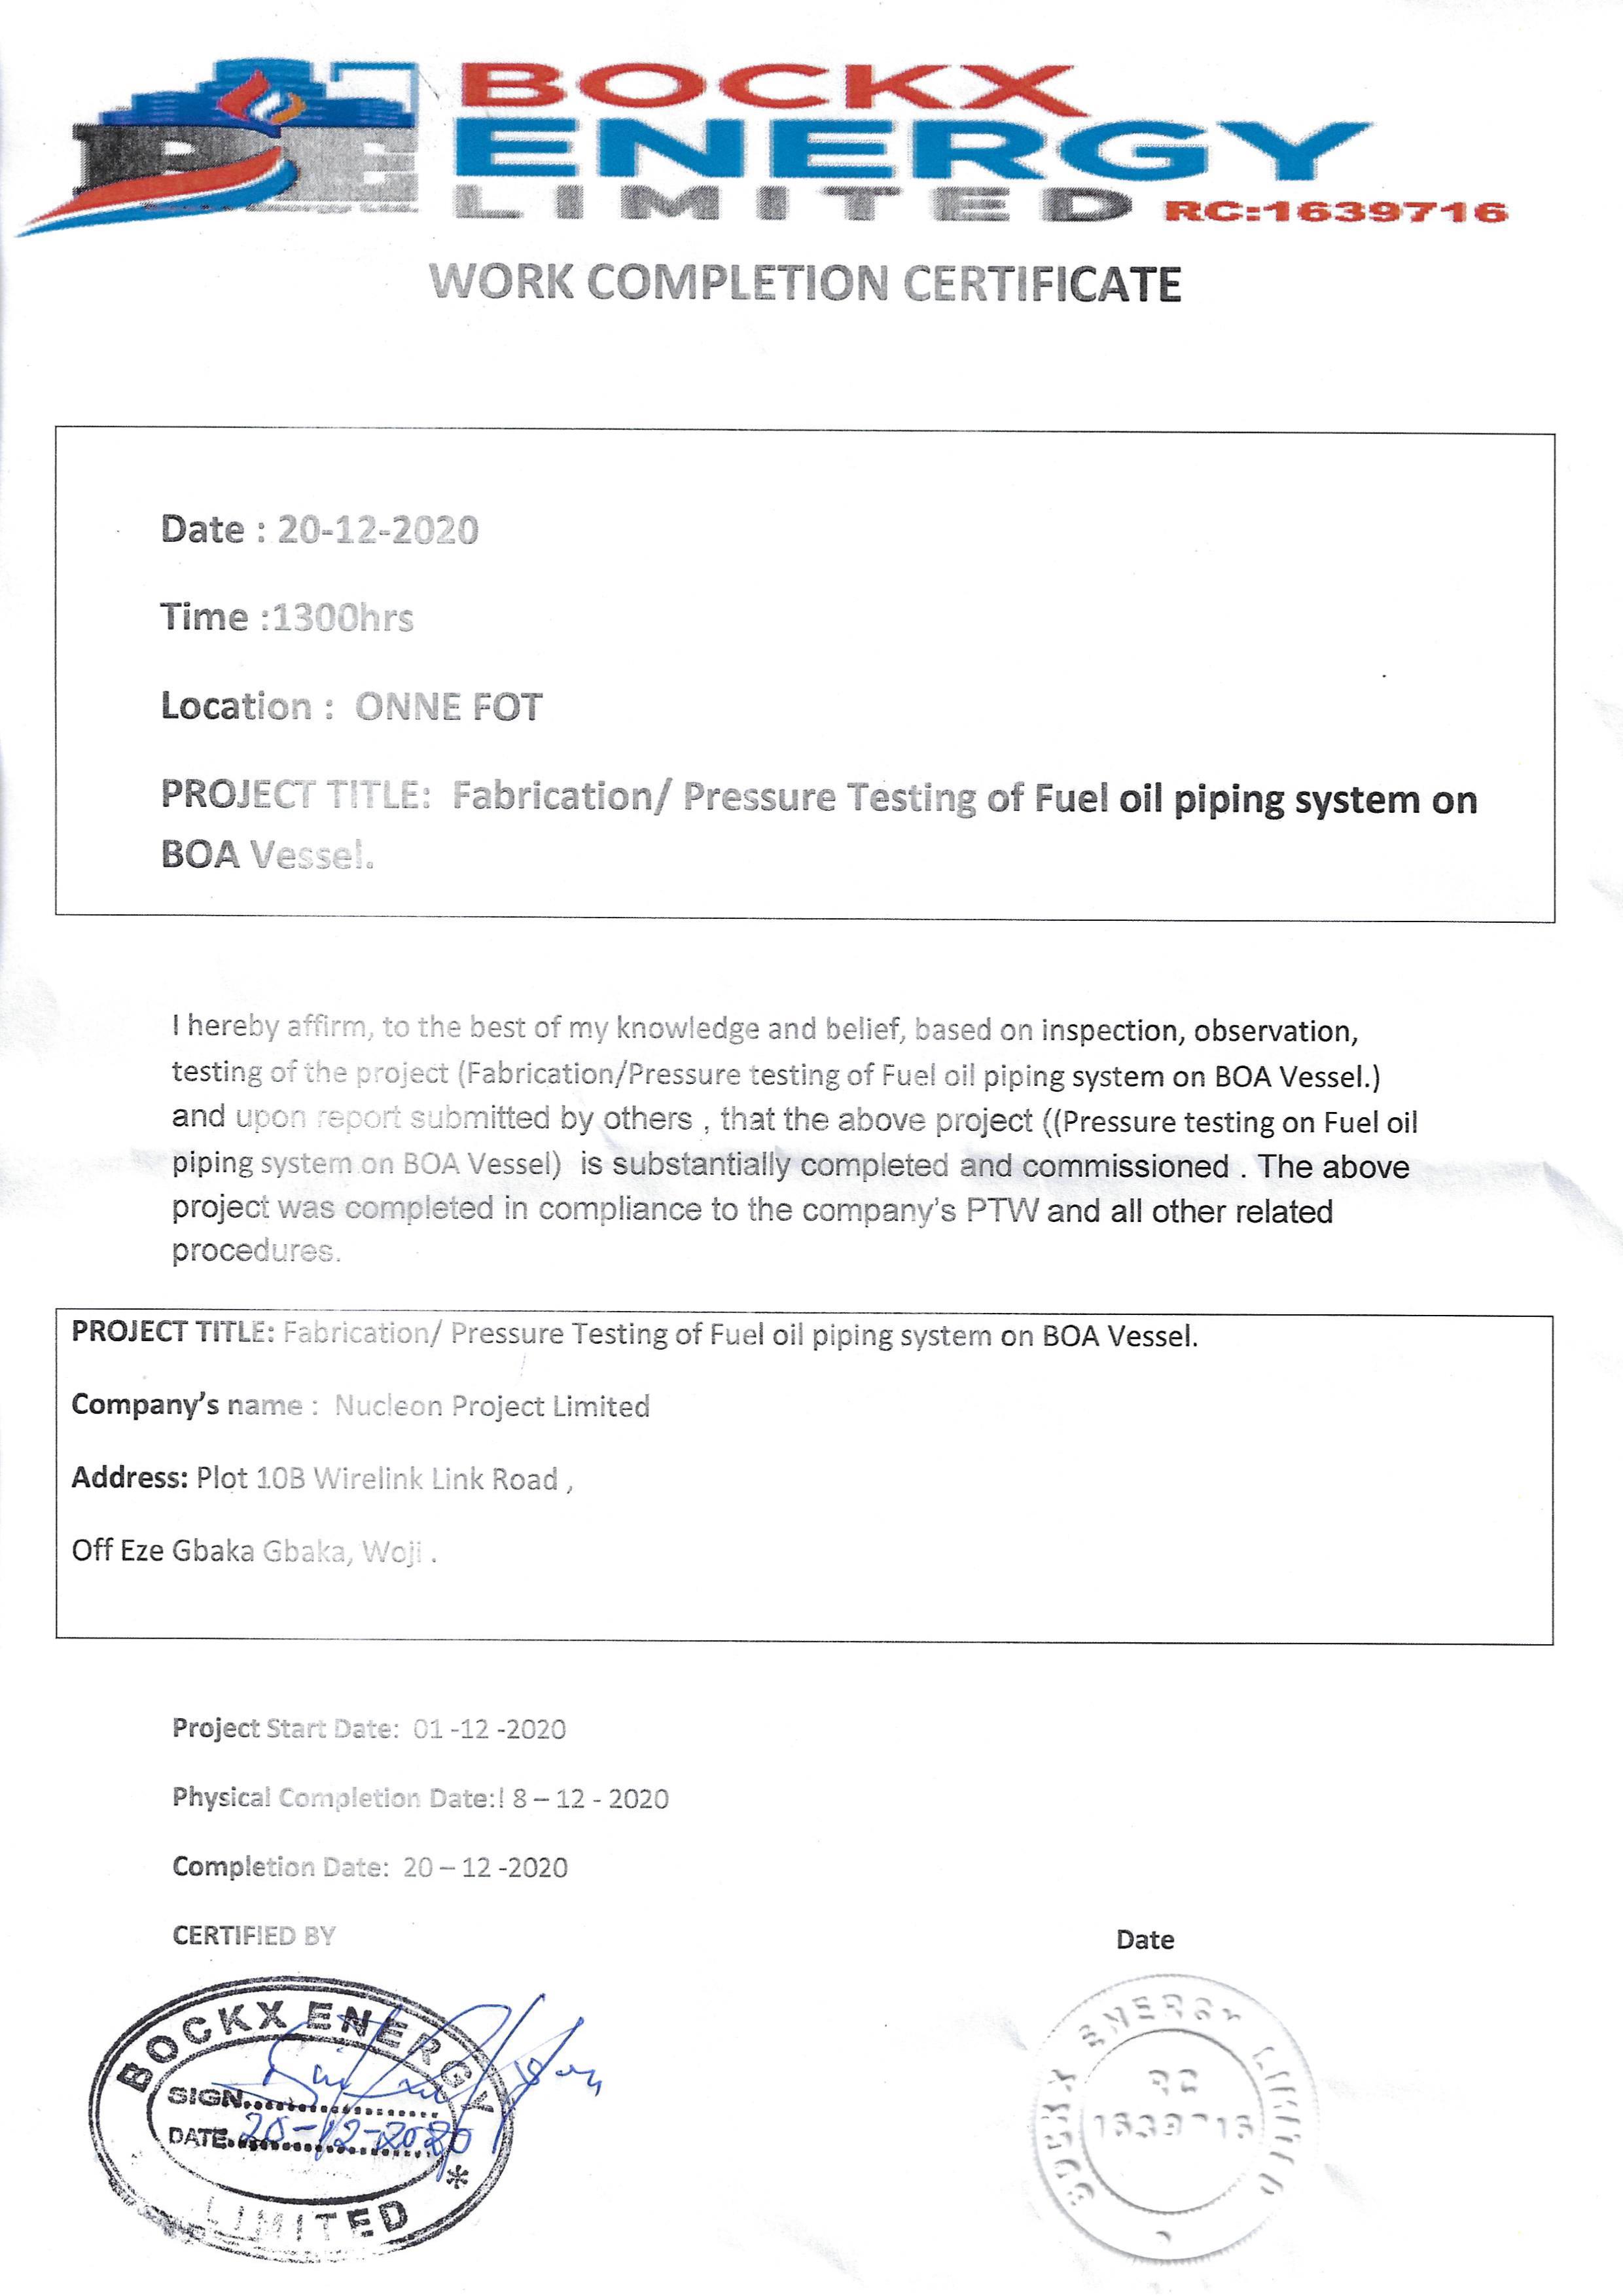 BOCKX
ENERGY
LIMITED RC:1639716
WORK COMPLETION CERTIFICATE
Date : 20-12-2020
Time :1300hrs
Location : ONNE FOT
PROJECT TITLE: Fabrication/ Pressure Testing of Fuel oil piping system on
BOA Vessel.
I hereby affirm, to the best of my knowledge and belief, based on inspection, observation,
testing of the project (Fabrication/Pressure testing of Fuel oil piping system on BOA Vessel.)
and upon report submitted by others , that the above project ((Pressure testing on Fuel oil
piping system on BOA Vessel) is substantially completed and commissioned . The above
project was completed in compliance to the company's PTW and all other related
procedures.
PROJECT TITLE: Fabrication/ Pressure Testing of Fuel oil piping system on BOA Vessel.
Company's name : Nucleon Project Limited
Address: Plot 10B Wirelink Link Road ,
Off Eze Gbaka Gbaka, Woji .
Project Start Date: 01 -12 -2020
Physical Completion Date:! 8 – 12 - 2020
Completion Date: 20 – 12 -2020
CERTIFIED BY
Date
BOCKX ENERGY
SIGN
DATE 20-12-2020
LIMITED
BOCKX ENERGY LIMITED
RC
1639716